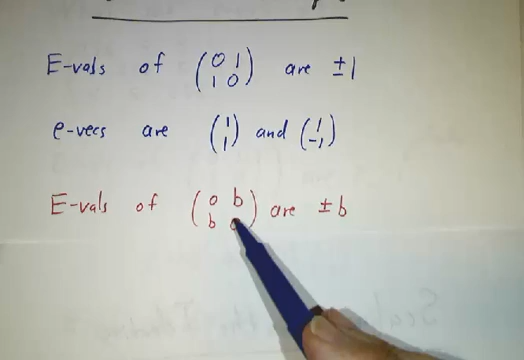 E-vals of (0 1 1 0) are ±1
e-vecs are (1 1) and (1 -1)
E-vals of (0 b b 0) are ±b